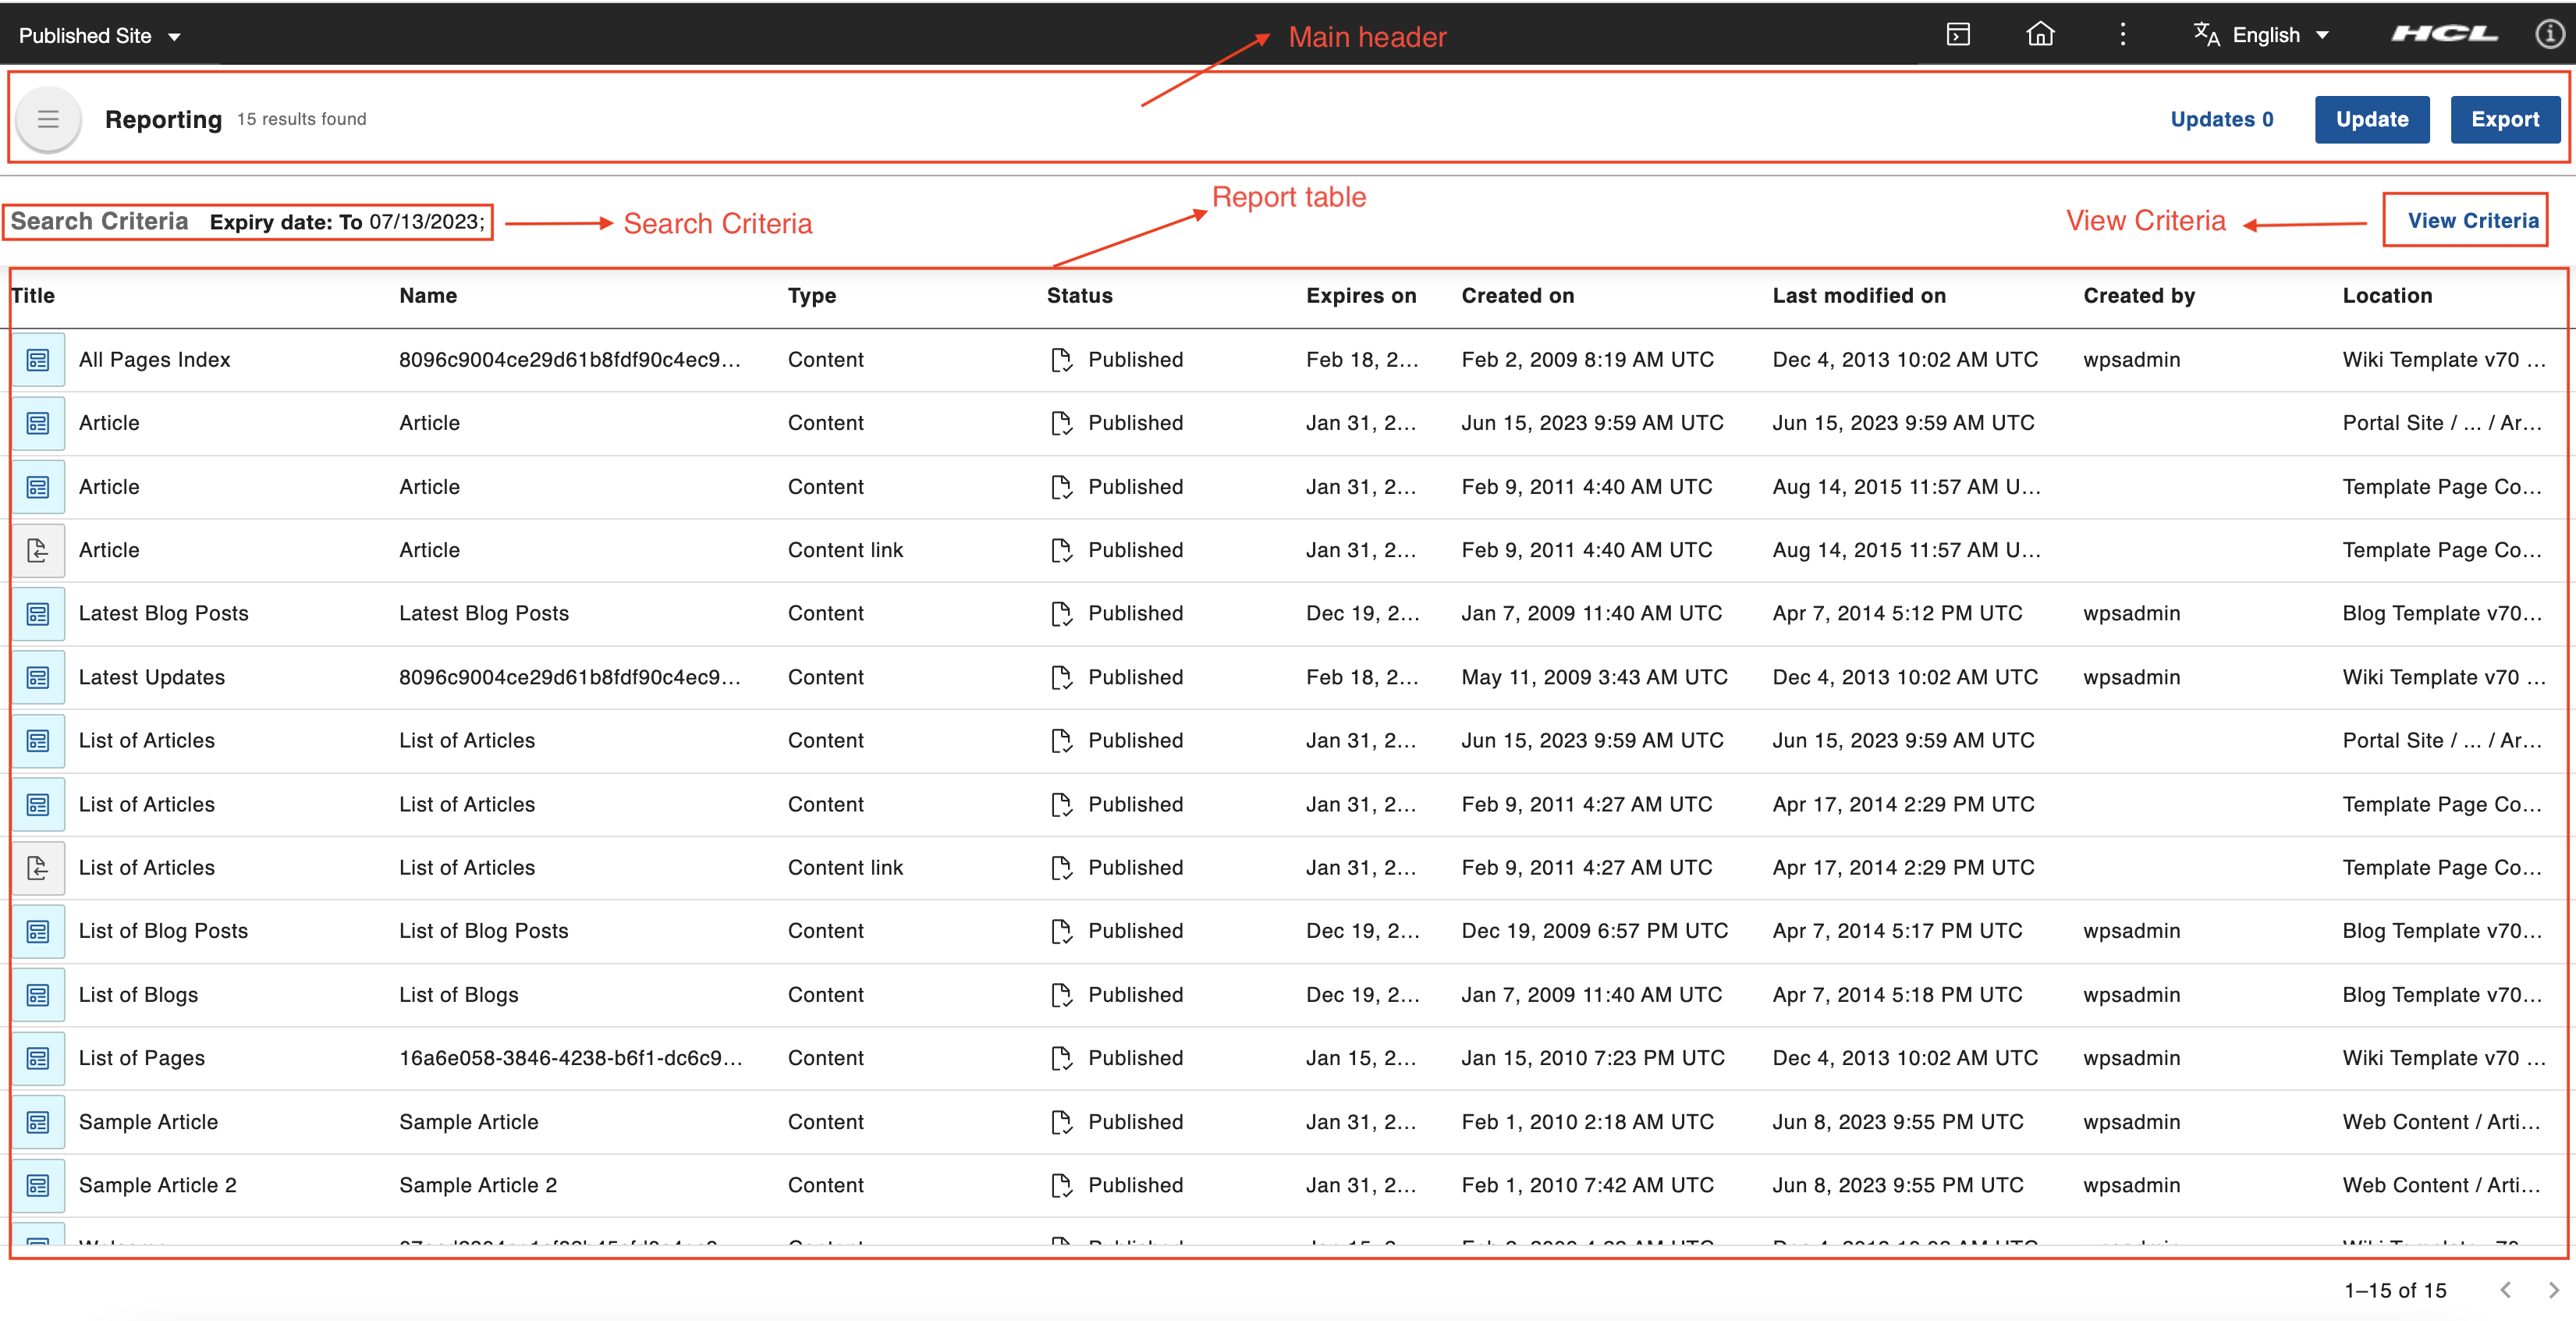 Published Site
Main header
English
HCL
Reporting 15 results found
Updates 0 Update Export
Report table
Search Criteria Expiry date: To 07/13/2023;
Search Criteria
View Criteria
View Criteria
Title Name Type Status Expires on Created on Last modified on Created by Location
All Pages Index 8096c9004ce29d61b8fdf90c4ec9... Content Published Feb 18, 2... Feb 2, 2009 8:19 AM UTC Dec 4, 2013 10:02 AM UTC wpsadmin Wiki Template v70 ...
Article Article Content Published Jan 31, 2... Jun 15, 2023 9:59 AM UTC Jun 15, 2023 9:59 AM UTC Portal Site / ... / Ar...
Article Article Content Published Jan 31, 2... Feb 9, 2011 4:40 AM UTC Aug 14, 2015 11:57 AM U... Template Page Co...
Article Article Content link Published Jan 31, 2... Feb 9, 2011 4:40 AM UTC Aug 14, 2015 11:57 AM U... Template Page Co...
Latest Blog Posts Latest Blog Posts Content Published Dec 19, 2... Jan 7, 2009 11:40 AM UTC Apr 7, 2014 5:12 PM UTC wpsadmin Blog Template v70...
Latest Updates 8096c9004ce29d61b8fdf90c4ec9... Content Published Feb 18, 2... May 11, 2009 3:43 AM UTC Dec 4, 2013 10:02 AM UTC wpsadmin Wiki Template v70 ...
List of Articles List of Articles Content Published Jan 31, 2... Jun 15, 2023 9:59 AM UTC Jun 15, 2023 9:59 AM UTC Portal Site / ... / Ar...
List of Articles List of Articles Content Published Jan 31, 2... Feb 9, 2011 4:27 AM UTC Apr 17, 2014 2:29 PM UTC Template Page Co...
List of Articles List of Articles Content link Published Jan 31, 2... Feb 9, 2011 4:27 AM UTC Apr 17, 2014 2:29 PM UTC Template Page Co...
List of Blog Posts List of Blog Posts Content Published Dec 19, 2... Dec 19, 2009 6:57 PM UTC Apr 7, 2014 5:17 PM UTC wpsadmin Blog Template v70...
List of Blogs List of Blogs Content Published Dec 19, 2... Jan 7, 2009 11:40 AM UTC Apr 7, 2014 5:18 PM UTC wpsadmin Blog Template v70...
List of Pages 16a6e058-3846-4238-b6f1-dc6c9... Content Published Jan 15, 2... Jan 15, 2010 7:23 PM UTC Dec 4, 2013 10:02 AM UTC wpsadmin Wiki Template v70 ...
Sample Article Sample Article Content Published Jan 31, 2... Feb 1, 2010 2:18 AM UTC Jun 8, 2023 9:55 PM UTC wpsadmin Web Content / Arti...
Sample Article 2 Sample Article 2 Content Published Jan 31, 2... Feb 1, 2010 7:42 AM UTC Jun 8, 2023 9:55 PM UTC wpsadmin Web Content / Arti...
1–15 of 15